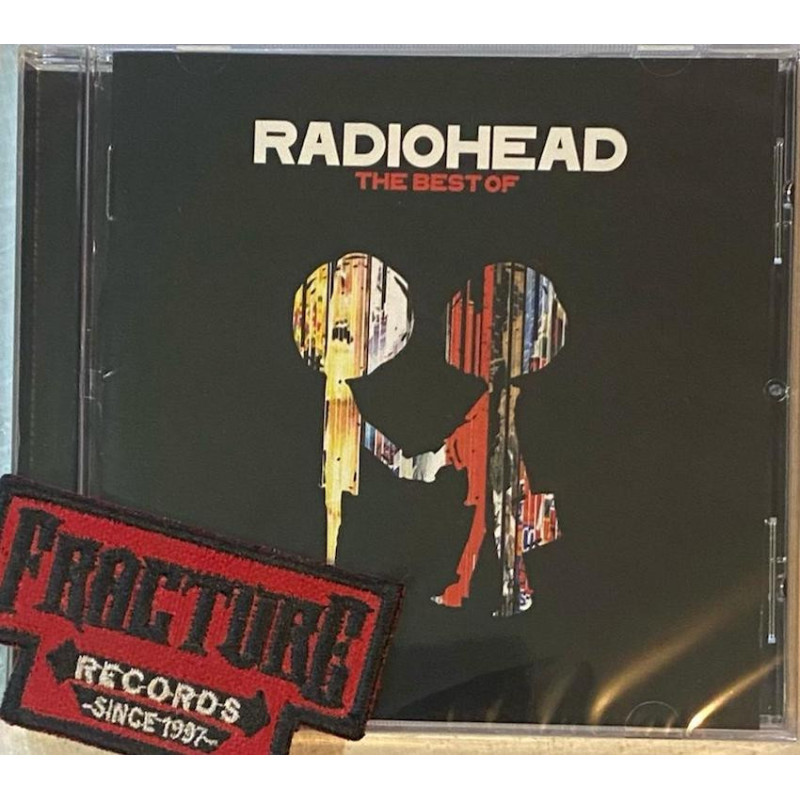 RADIOHEAD
THE BEST OF
FRACTURE
RECORDS
-SINCE 1997-